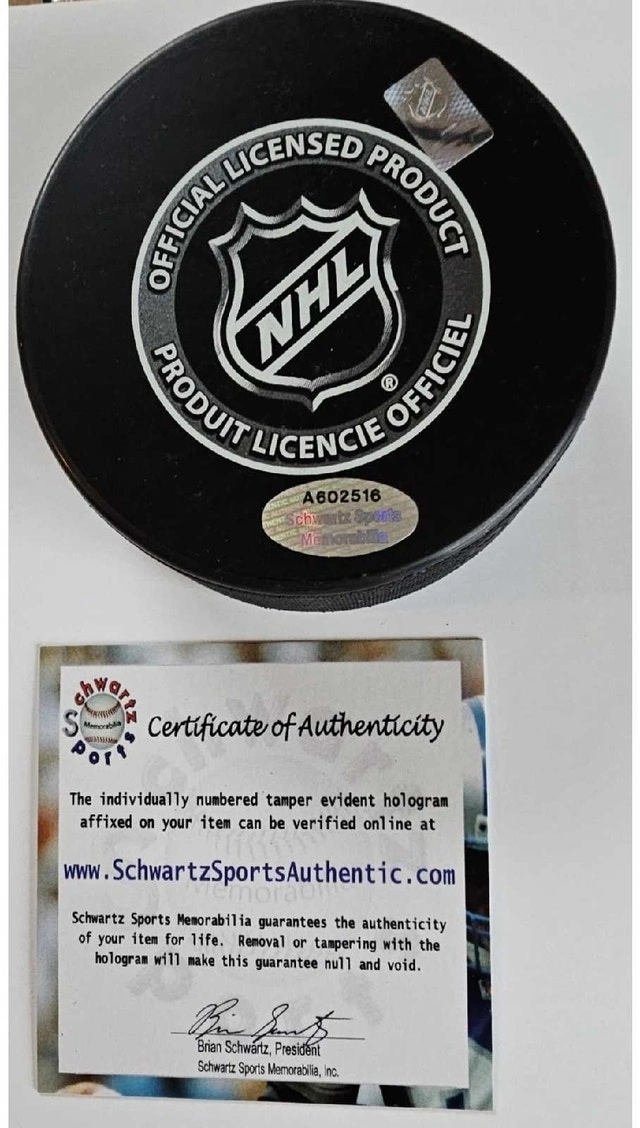 NHL
OFFICIAL LICENSED PRODUCT
NHL
®
PRODUIT LICENCIE OFFICIEL
A602516
Schwartz Sports
Memorabilia
Schwartz
Memorabilia
Sports
Certificate of Authenticity
The individually numbered tamper evident hologram
affixed on your item can be verified online at
www.SchwartzSportsAuthentic.com
Schwartz Sports Memorabilia guarantees the authenticity
of your item for life. Removal or tampering with the
hologram will make this guarantee null and void.
Brian Schwartz, President
Schwartz Sports Memorabilia, Inc.